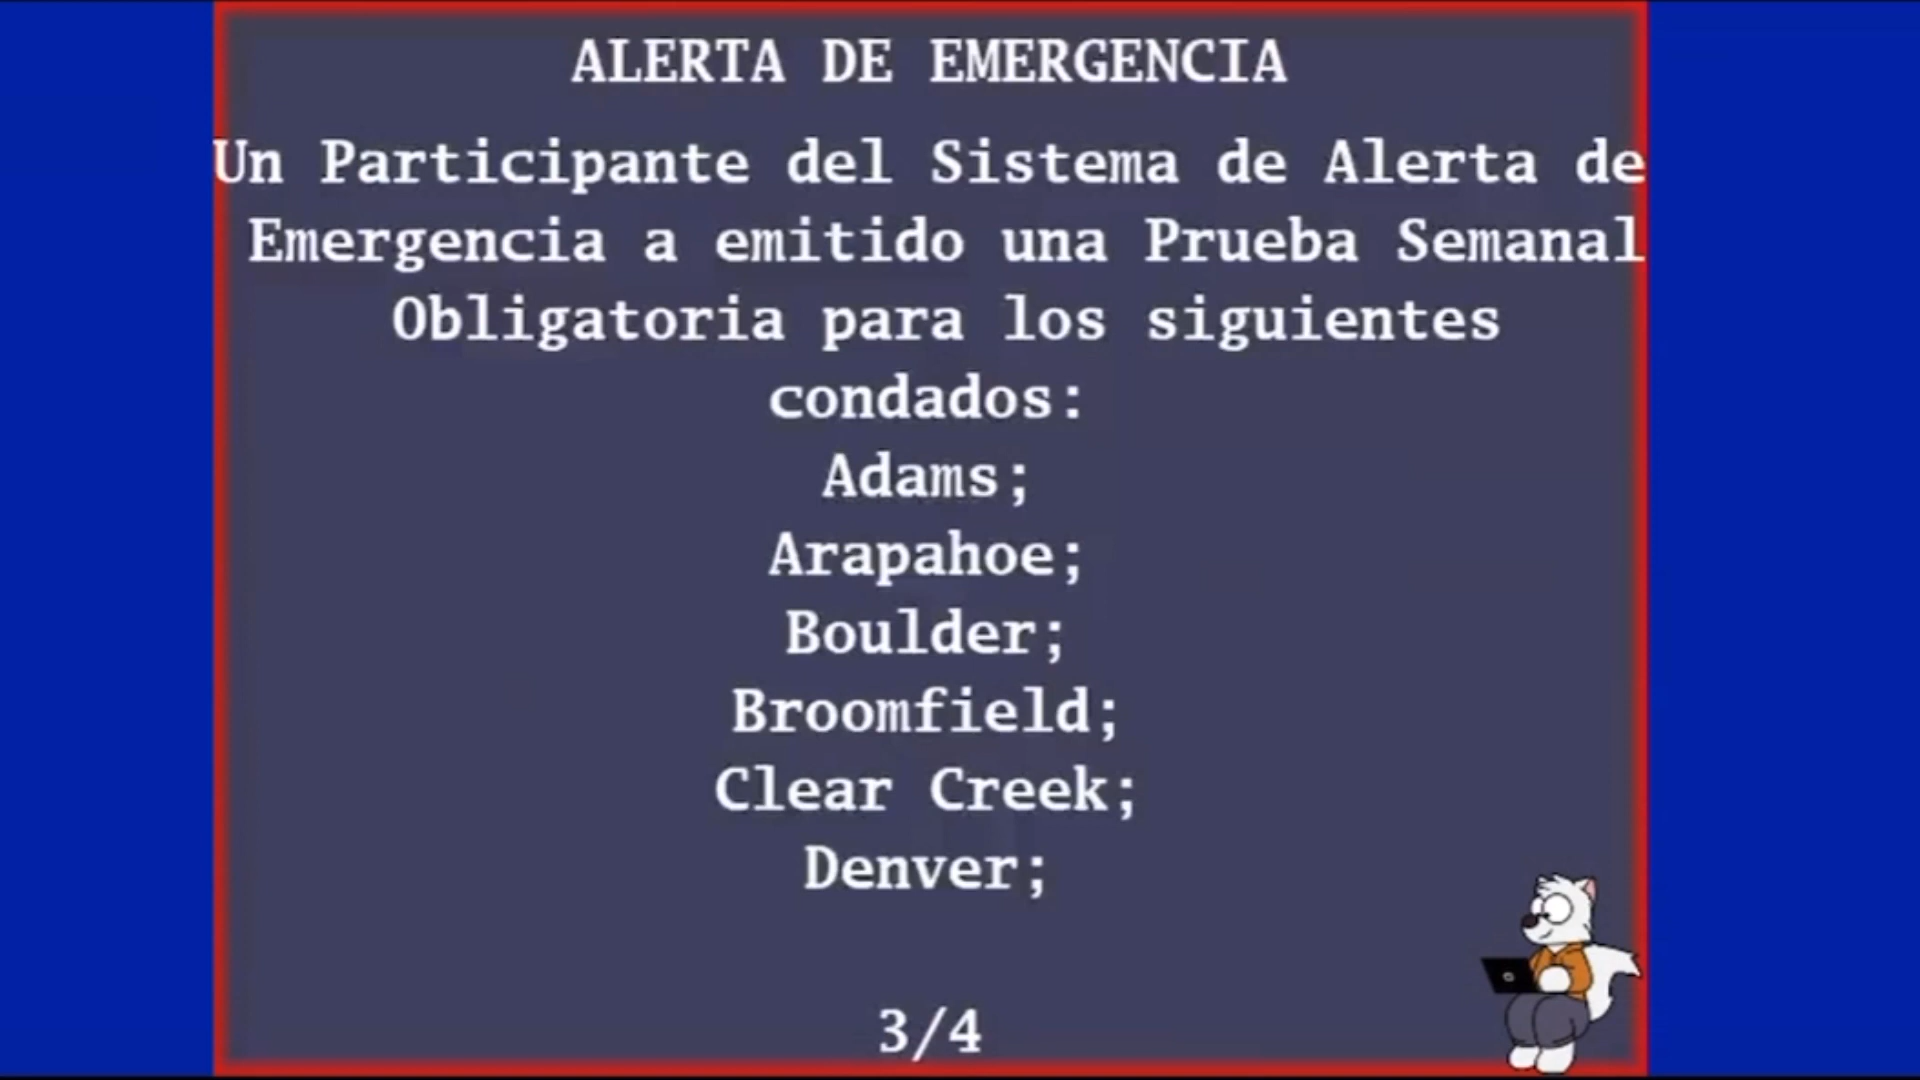 ALERTA DE EMERGENCIA
Un Participante del Sistema de Alerta de
Emergencia a emitido una Prueba Semanal
Obligatoria para los siguientes
condados:
Adams;
Arapahoe;
Boulder;
Broomfield;
Clear Creek;
Denver;
3/4